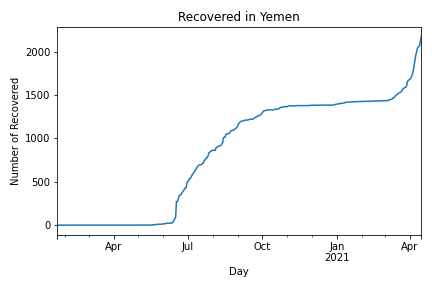 Recovered in Yemen
Number of Recovered
2000
1500
1000
500
0
Apr
Jul
Oct
Jan
2021
Apr
Day